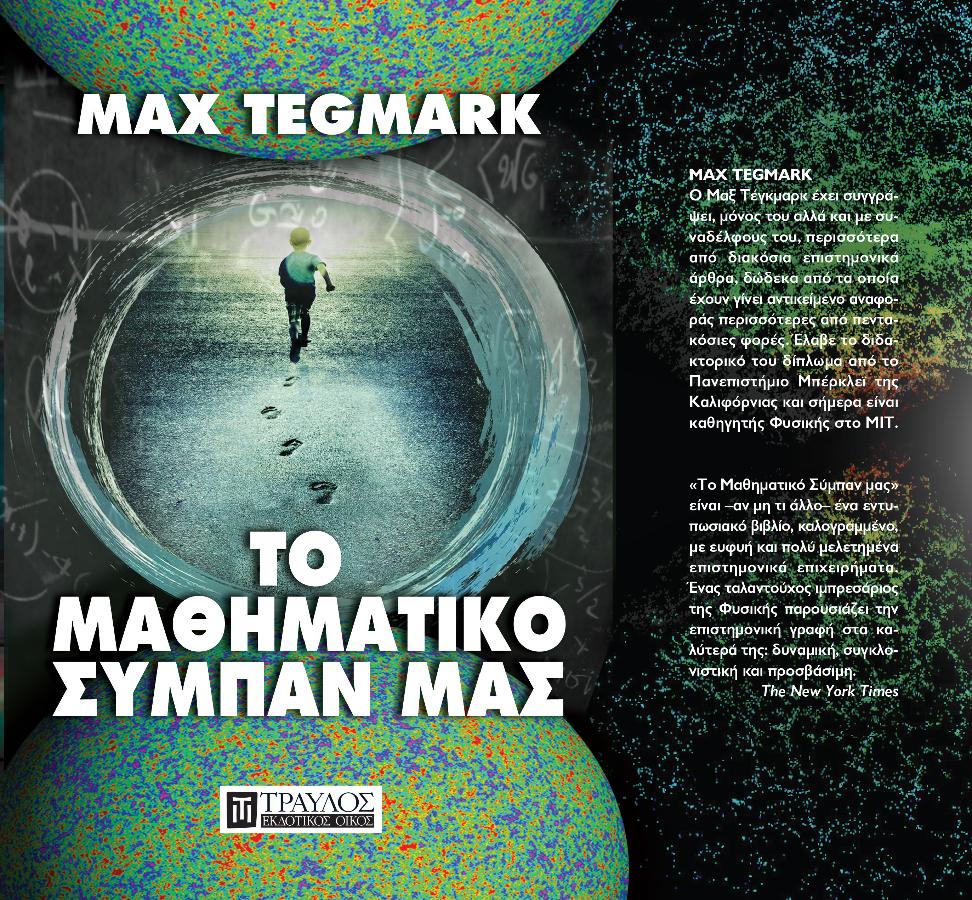 MAX TEGMARK
ΤΟ
ΜΑΘΗΜΑΤΙΚΟ
ΣΥΜΠΑΝ ΜΑΣ
ΤΡΑΥΛΟΣ
ΕΚΔΟΤΙΚΟΣ ΟΙΚΟΣ
MAX TEGMARK
Ο Μαξ Τέγκμαρκ έχει συγγρα-
ψει, μόνος του αλλά και με συ-
ναδέλφους του, περισσότερα
από διακόσια επιστημονικά
άρθρα, δώδεκα από τα οποία
έχουν γίνει αντικείμενο αναφο-
ράς περισσότερες από πεντα-
κόσιες φορές. Έλαβε το διδα-
κτορικό του δίπλωμα από το
Πανεπιστήμιο Μπέρκλεϊ της
Καλιφόρνιας και σήμερα είναι
καθηγητής Φυσικής στο ΜΙΤ.
«Το Μαθηματικό Σύμπαν μας»
είναι –αν μη τι άλλο– ένα εντυ-
πωσιακό βιβλίο, καλογραμμένο,
με ευφυή και πολύ μελετημένα
επιστημονικά επιχειρήματα.
Ένας ταλαντούχος ιμπρεσάριος
της Φυσικής παρουσιάζει την
επιστημονική γραφή στα κα-
λύτερά της: δυναμική, συγκλο-
νιστική και προσβάσιμη.
The New York Times